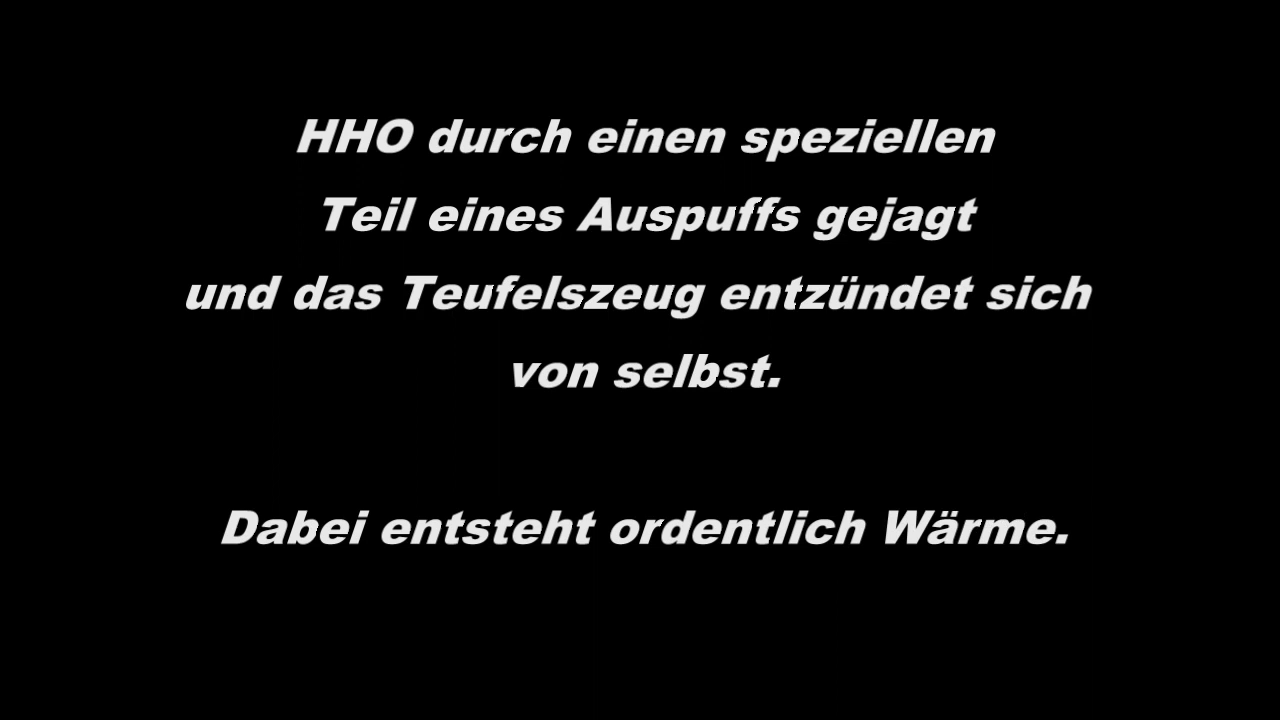 HHO durch einen speziellen
Teil eines Auspuffs gejagt
und das Teufelszeug entzündet sich
von selbst.
Dabei entsteht ordentlich Wärme.